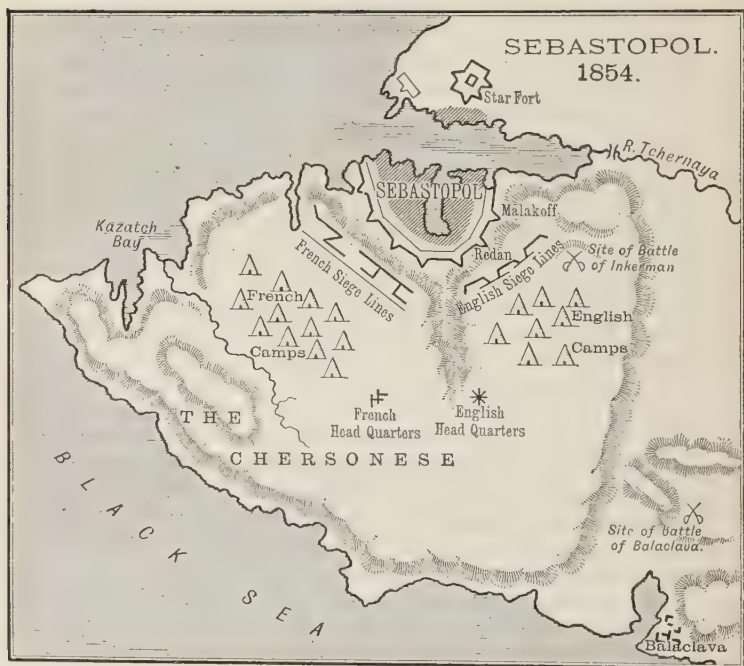 SEBASTOPOL.
1854.
Star Fort
R. Tchernaya
SEBASTOPOL
Malakoff
Kazatch
Bay
Redan
Site of Battle
of Inkerman
French Siege Lines
English Siege Lines
French
Camps
English
Camps
French
Head Quarters
English
Head Quarters
THE
CHERSONESE
BLACK SEA
Site of battle
of Balaclava.
Balaclava